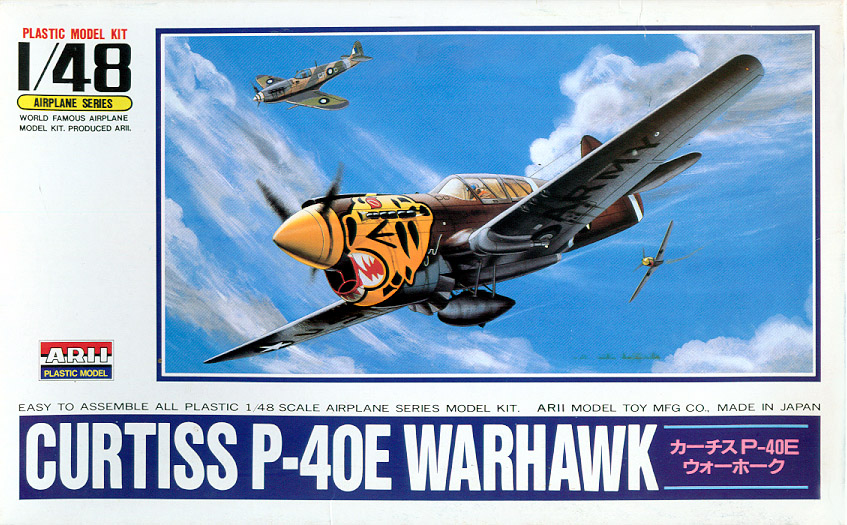 PLASTIC MODEL KIT
1/48
AIRPLANE SERIES
WORLD FAMOUS AIRPLANE
MODEL KIT. PRODUCED ARII.
ARMY
ARII
PLASTIC MODEL
EASY TO ASSEMBLE ALL PLASTIC 1/48 SCALE AIRPLANE SERIES MODEL KIT. ARII MODEL TOY MFG CO., MADE IN JAPAN
CURTISS P-40E WARHAWK
カーチスP-40E
ウォーホーク